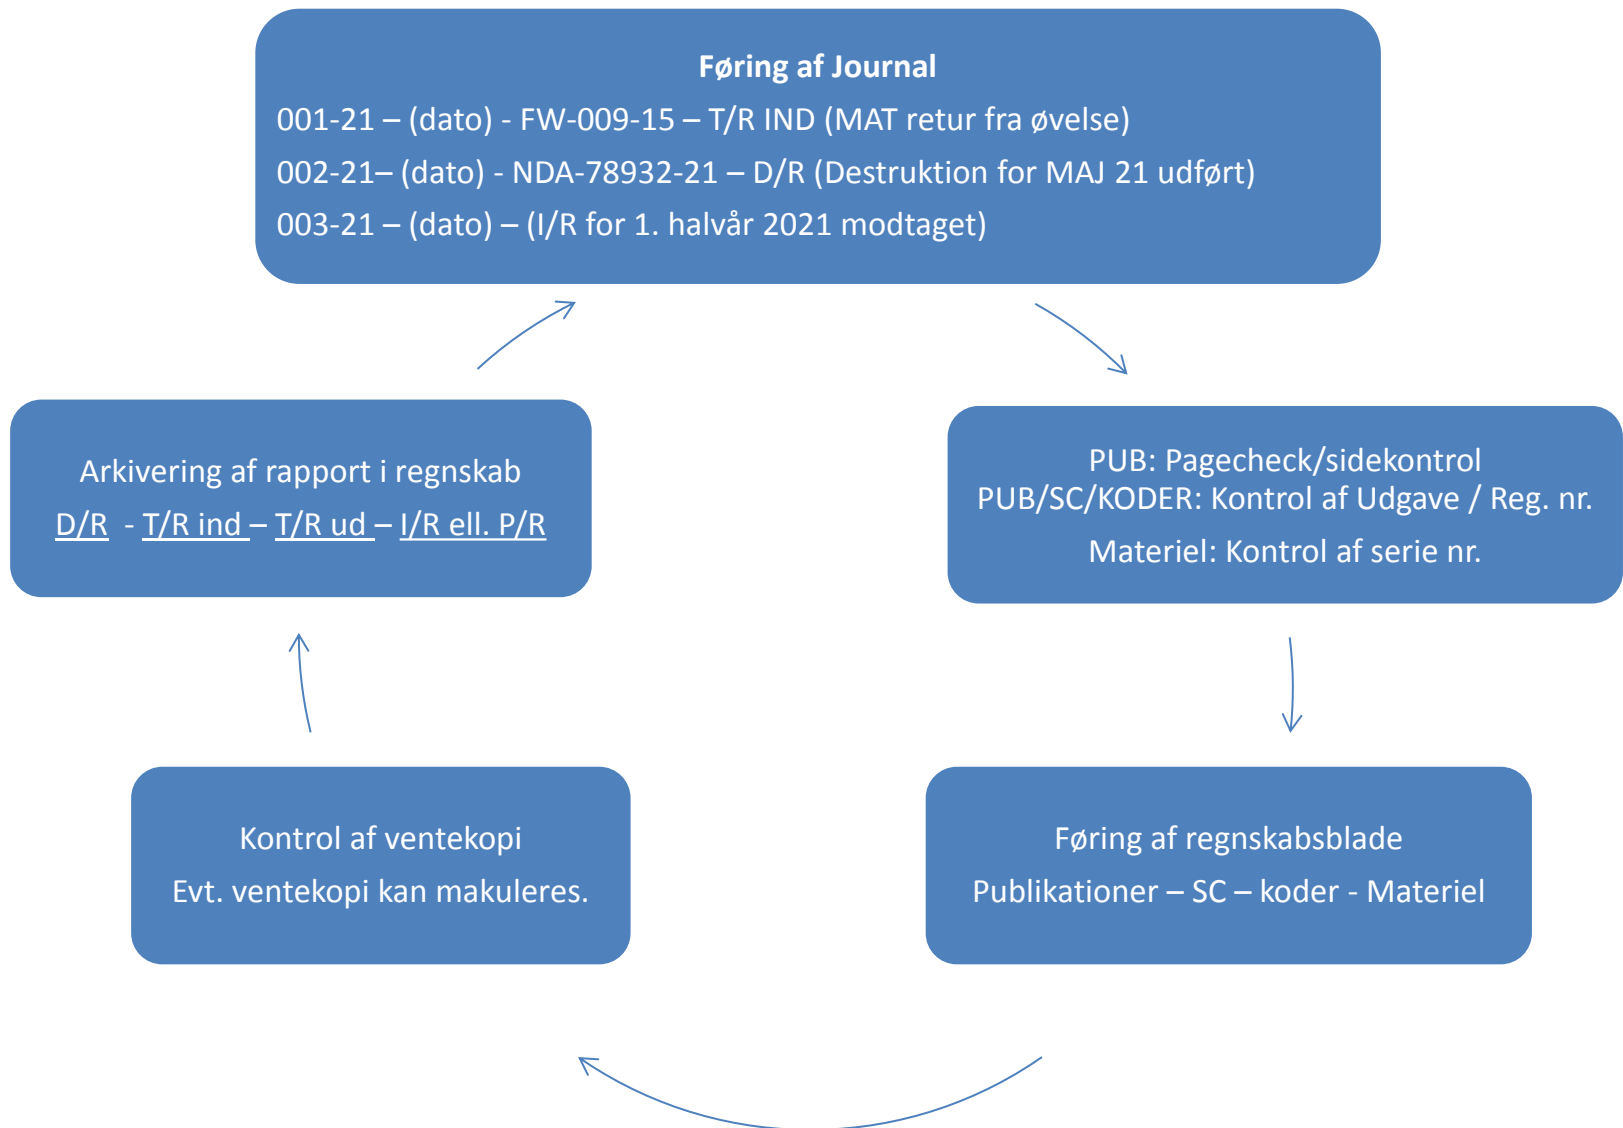 Føring af Journal
001-21 – (dato) - FW-009-15 – T/R IND (MAT retur fra øvelse)
002-21– (dato) - NDA-78932-21 – D/R (Destruktion for MAJ 21 udført)
003-21 – (dato) – (I/R for 1. halvår 2021 modtaget)
PUB: Pagecheck/sidekontrol
PUB/SC/KODER: Kontrol af Udgave / Reg. nr.
Materiel: Kontrol af serie nr.
Føring af regnskabsblade
Publikationer – SC – koder - Materiel
Kontrol af ventekopi
Evt. ventekopi kan makuleres.
Arkivering af rapport i regnskab
D/R - T/R ind – T/R ud – I/R ell. P/R